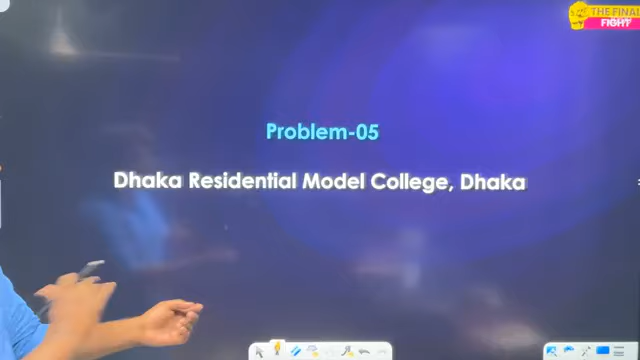 THE FINAL
FIGHT
Problem-05
Dhaka Residential Model College, Dhaka